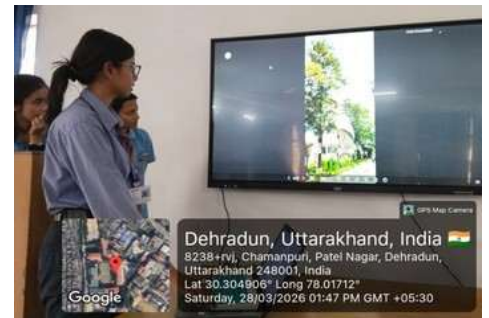 GPS Map Camera
Dehradun, Uttarakhand, India
8238+rvj, Chamanpuri, Patel Nagar, Dehradun,
Uttarakhand 248001, India
Lat 30.304906° Long 78.01712°
Saturday, 28/03/2026 01:47 PM GMT +05:30
Google